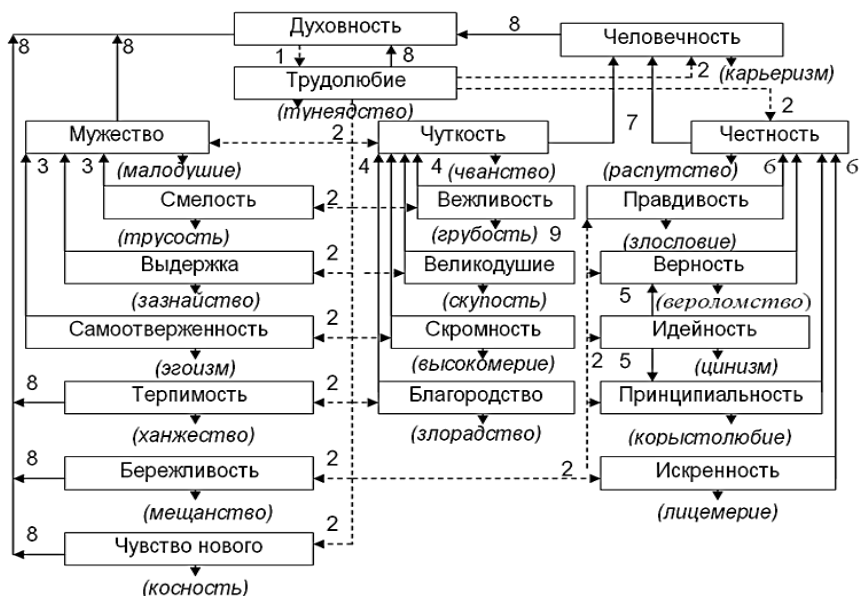 Духовность
8
8
8
Человечность
1
8
Трудолюбие
2
(карьеризм)
(тунеядство)
2
Мужество
2
Чуткость
7
Честность
3
3
(малодушие)
4
4
(чванство)
(распутство)
6
6
Смелость
2
Вежливость
Правдивость
(трусость)
(грубость)
9
(злословие)
Выдержка
2
Великодушие
Верность
(зазнайство)
(скупость)
5
(вероломство)
Самоотверженность
2
Скромность
Идейность
(эгоизм)
(высокомерие)
2
5
(цинизм)
8
Терпимость
2
Благородство
Принципиальность
(ханжество)
(злорадство)
(корыстолюбие)
8
Бережливость
2
2
Искренность
(мещанство)
(лицемерие)
8
Чувство нового
2
(косность)